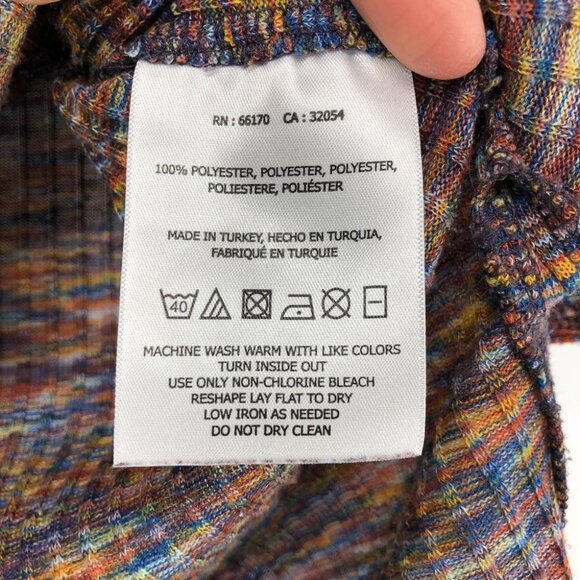 RN : 66170 CA : 32054
100% POLYESTER, POLYESTER, POLYESTER,
POLIESTERE, POLIÉSTER
MADE IN TURKEY, HECHO EN TURQUIA,
FABRIQUÉ EN TURQUIE
40
MACHINE WASH WARM WITH LIKE COLORS
TURN INSIDE OUT
USE ONLY NON-CHLORINE BLEACH
RESHAPE LAY FLAT TO DRY
LOW IRON AS NEEDED
DO NOT DRY CLEAN